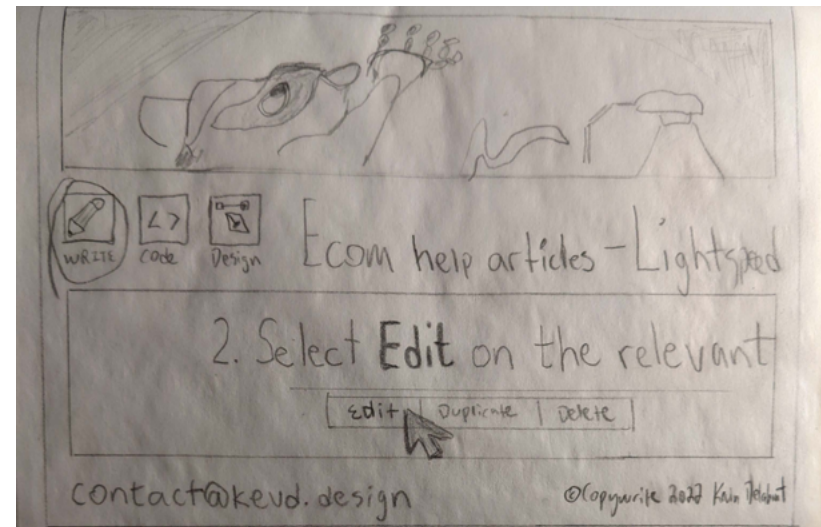 WRITE Code Design Ecom help articles - Lightspeed
2. Select Edit on the relevant
Edit | Duplicate | Delete
contact@kevd.design ©Copywrite 2022